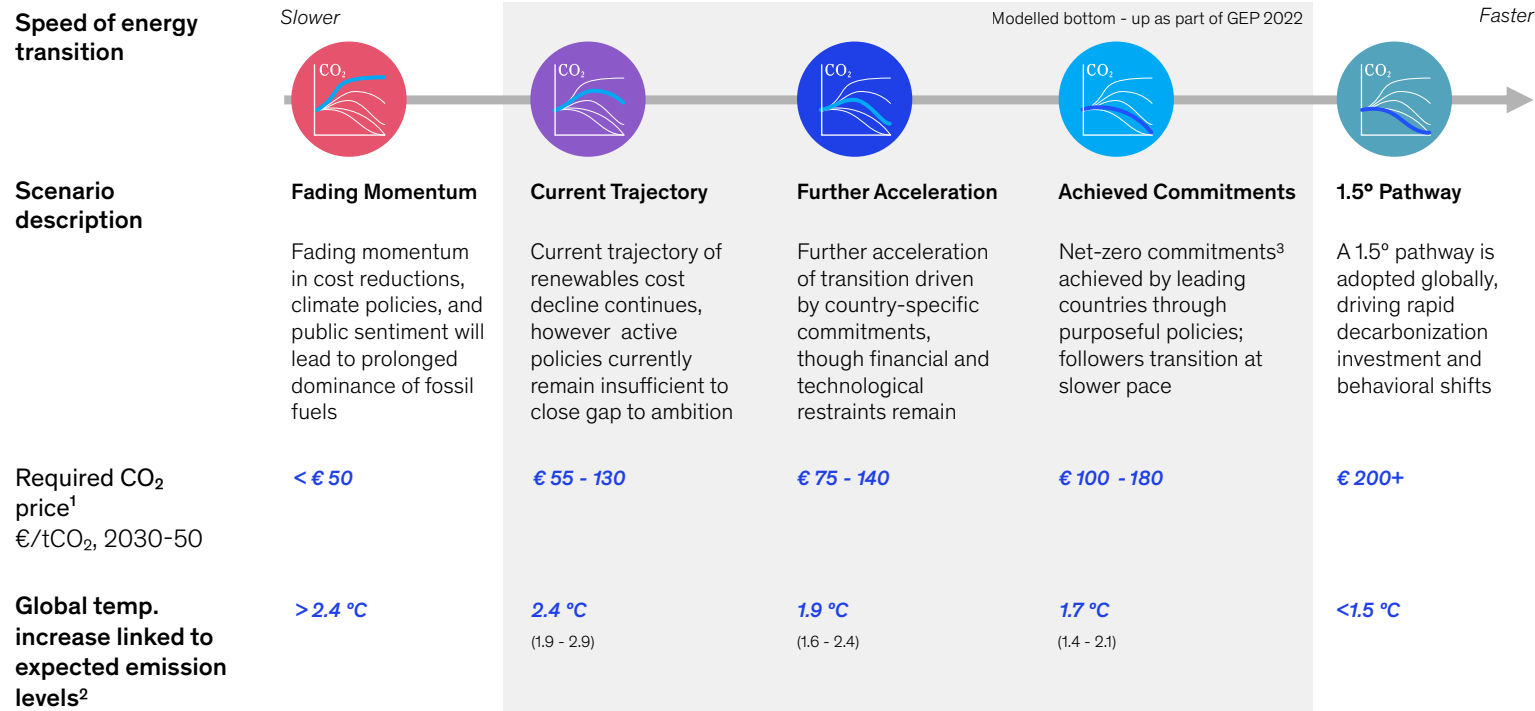 Speed of energy
transition
Slower
Modelled bottom - up as part of GEP 2022
Faster
CO₂
CO₂
CO₂
CO₂
CO₂
Scenario
description
Fading Momentum
Fading momentum
in cost reductions,
climate policies, and
public sentiment will
lead to prolonged
dominance of fossil
fuels
Current Trajectory
Current trajectory of
renewables cost
decline continues,
however active
policies currently
remain insufficient to
close gap to ambition
Further Acceleration
Further acceleration
of transition driven
by country-specific
commitments,
though financial and
technological
restraints remain
Achieved Commitments
Net-zero commitments³
achieved by leading
countries through
purposeful policies;
followers transition at
slower pace
1.5º Pathway
A 1.5º pathway is
adopted globally,
driving rapid
decarbonization
investment and
behavioral shifts
Required CO₂
price¹
€/tCO₂, 2030-50
< € 50
€ 55 - 130
€ 75 - 140
€ 100 - 180
€ 200+
Global temp.
increase linked to
expected emission
levels²
> 2.4 ºC
2.4 ºC
(1.9 - 2.9)
1.9 ºC
(1.6 - 2.4)
1.7 ºC
(1.4 - 2.1)
<1.5 ºC